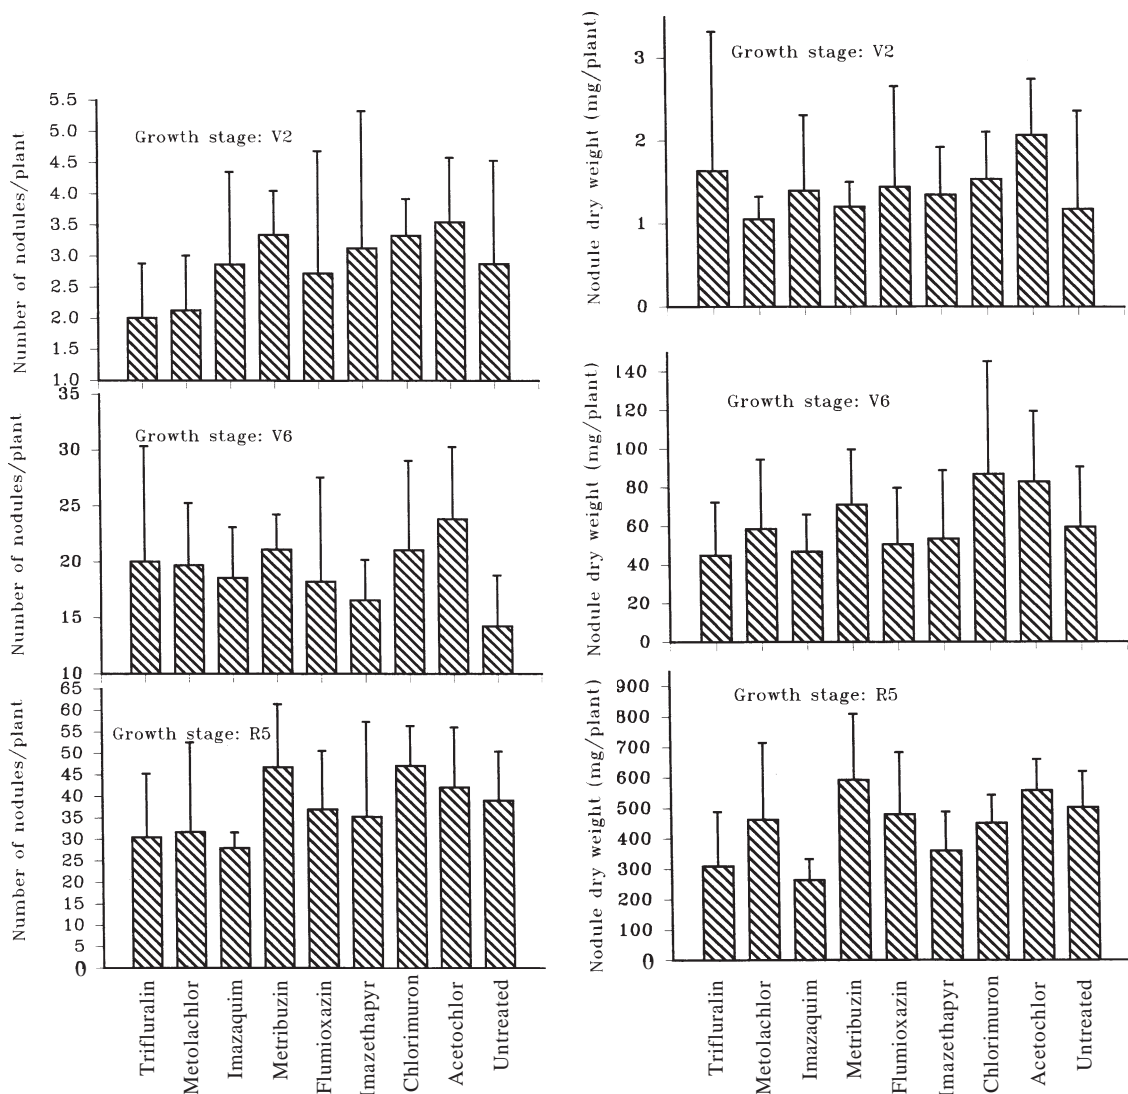 Number of nodules/plant
Growth stage: V2
5.5
5.0
4.5
4.0
3.5
3.0
2.5
2.0
1.5
1.0
Number of nodules/plant
Growth stage: V6
35
30
25
20
15
10
Number of nodules/plant
Growth stage: R5
65
60
55
50
45
40
35
30
25
20
15
10
5
0
Trifluralin
Metolachlor
Imazaquim
Metribuzin
Flumioxazin
Imazethapyr
Chlorimuron
Acetochlor
Untreated
Nodule dry weight (mg/plant)
Growth stage: V2
3
2
1
0
Nodule dry weight (mg/plant)
Growth stage: V6
140
120
100
80
60
40
20
0
Nodule dry weight (mg/plant)
Growth stage: R5
900
800
700
600
500
400
300
200
100
0
Trifluralin
Metolachlor
Imazaquim
Metribuzin
Flumioxazin
Imazethapyr
Chlorimuron
Acetochlor
Untreated